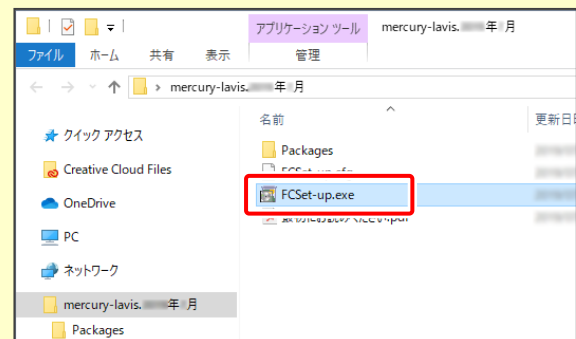 アプリケーション ツール
mercury-lavis. 年 月
ファイル
ホーム
共有
表示
管理
mercury-lavis. 年 月
名前
更新日
クイック アクセス
Packages
Creative Cloud Files
FCSet-up.exe
OneDrive
PC
ネットワーク
mercury-lavis. 年 月
Packages